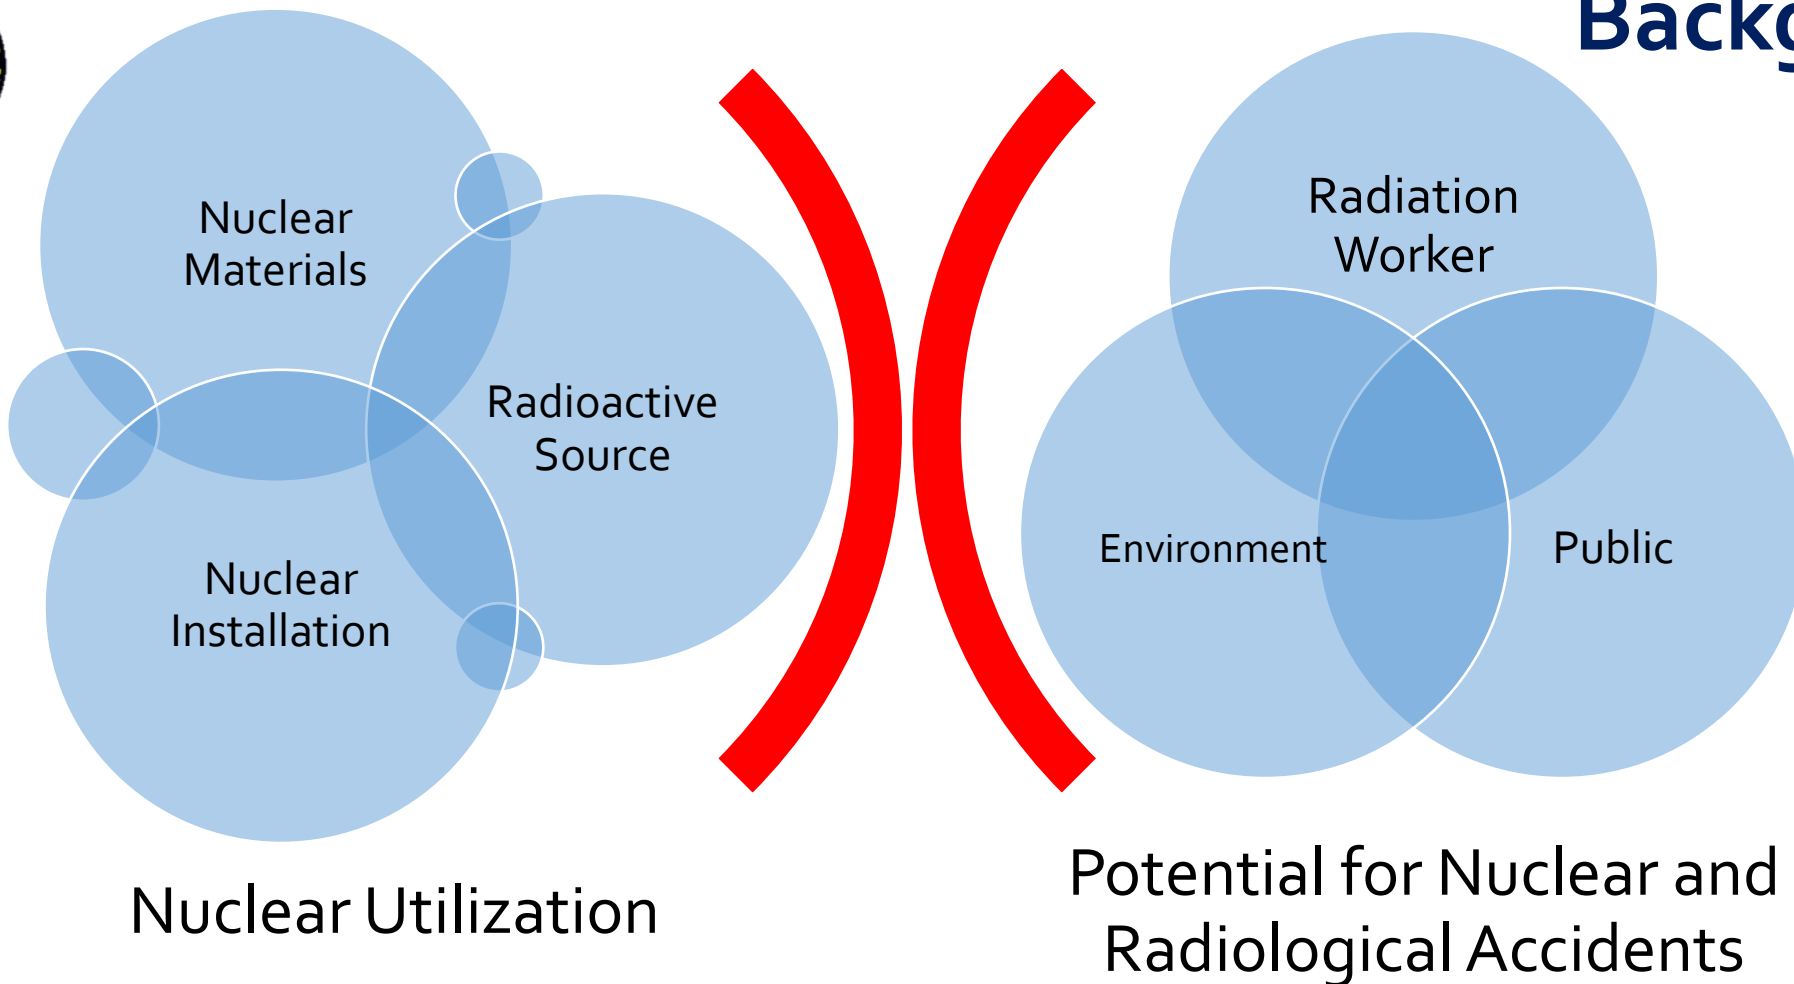 Nuclear
Materials
Radioactive
Source
Nuclear
Installation
Nuclear Utilization
Radiation
Worker
Environment
Public
Potential for Nuclear and
Radiological Accidents